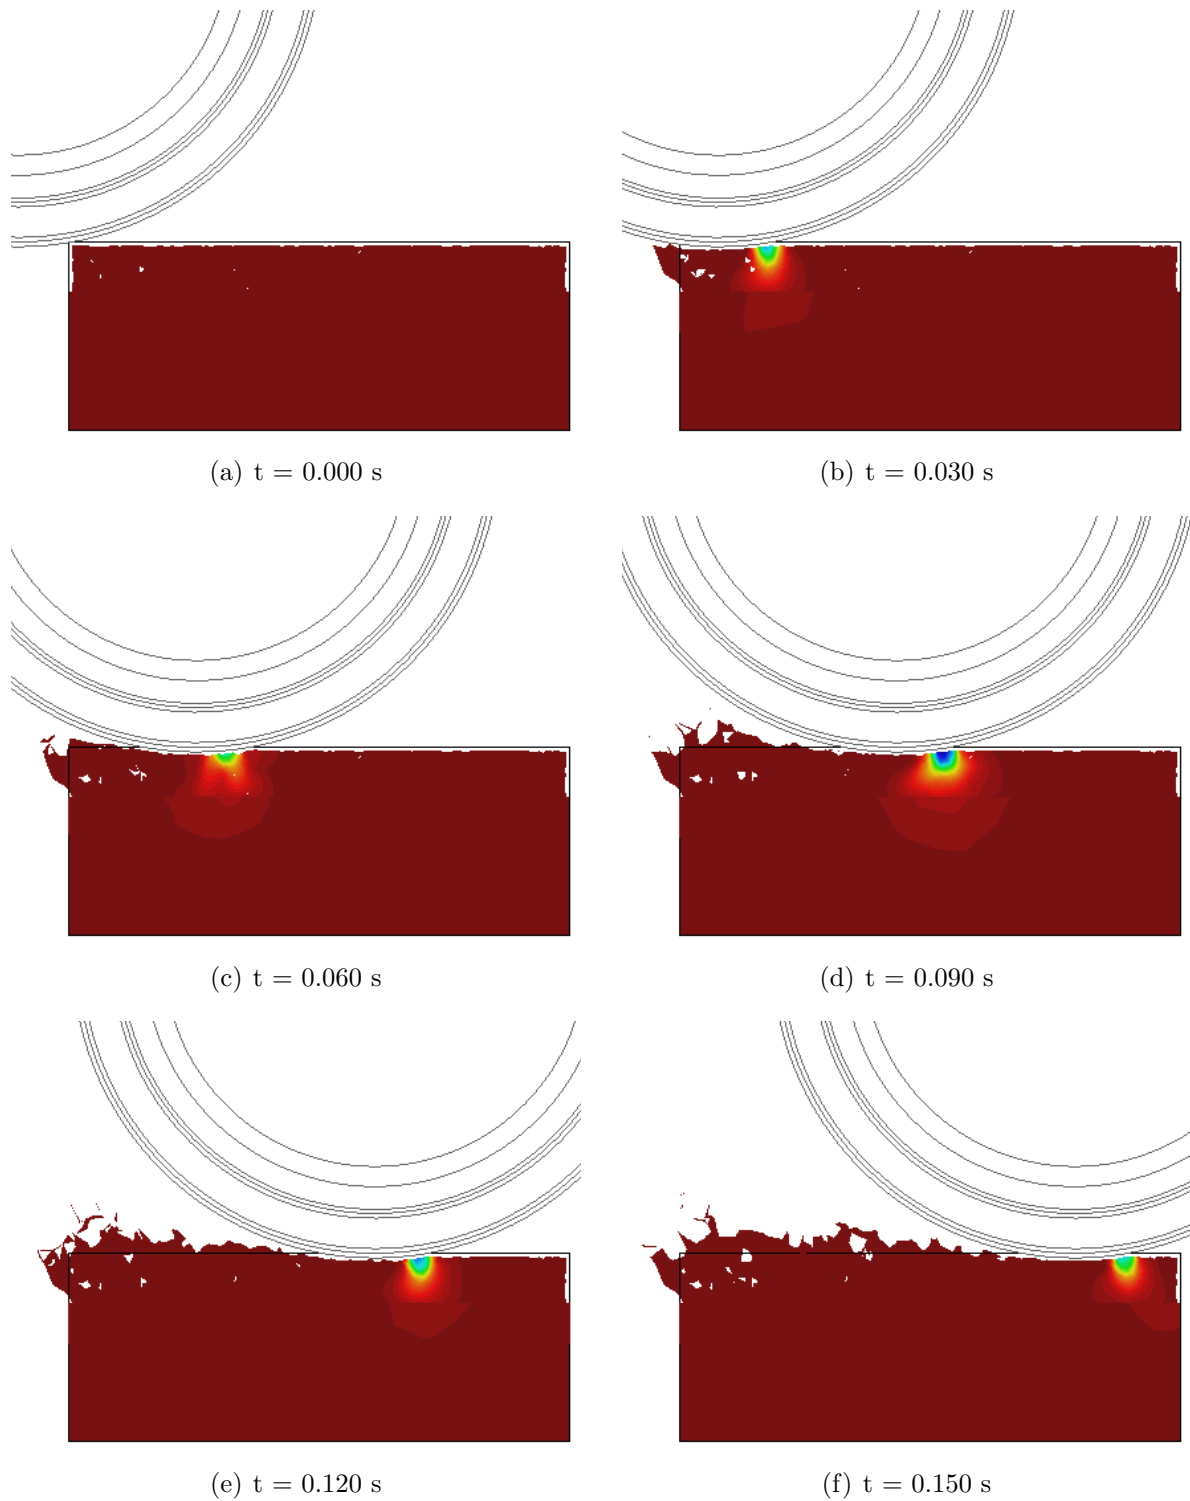 (a) t = 0.000 s
(b) t = 0.030 s
(c) t = 0.060 s
(d) t = 0.090 s
(e) t = 0.120 s
(f) t = 0.150 s